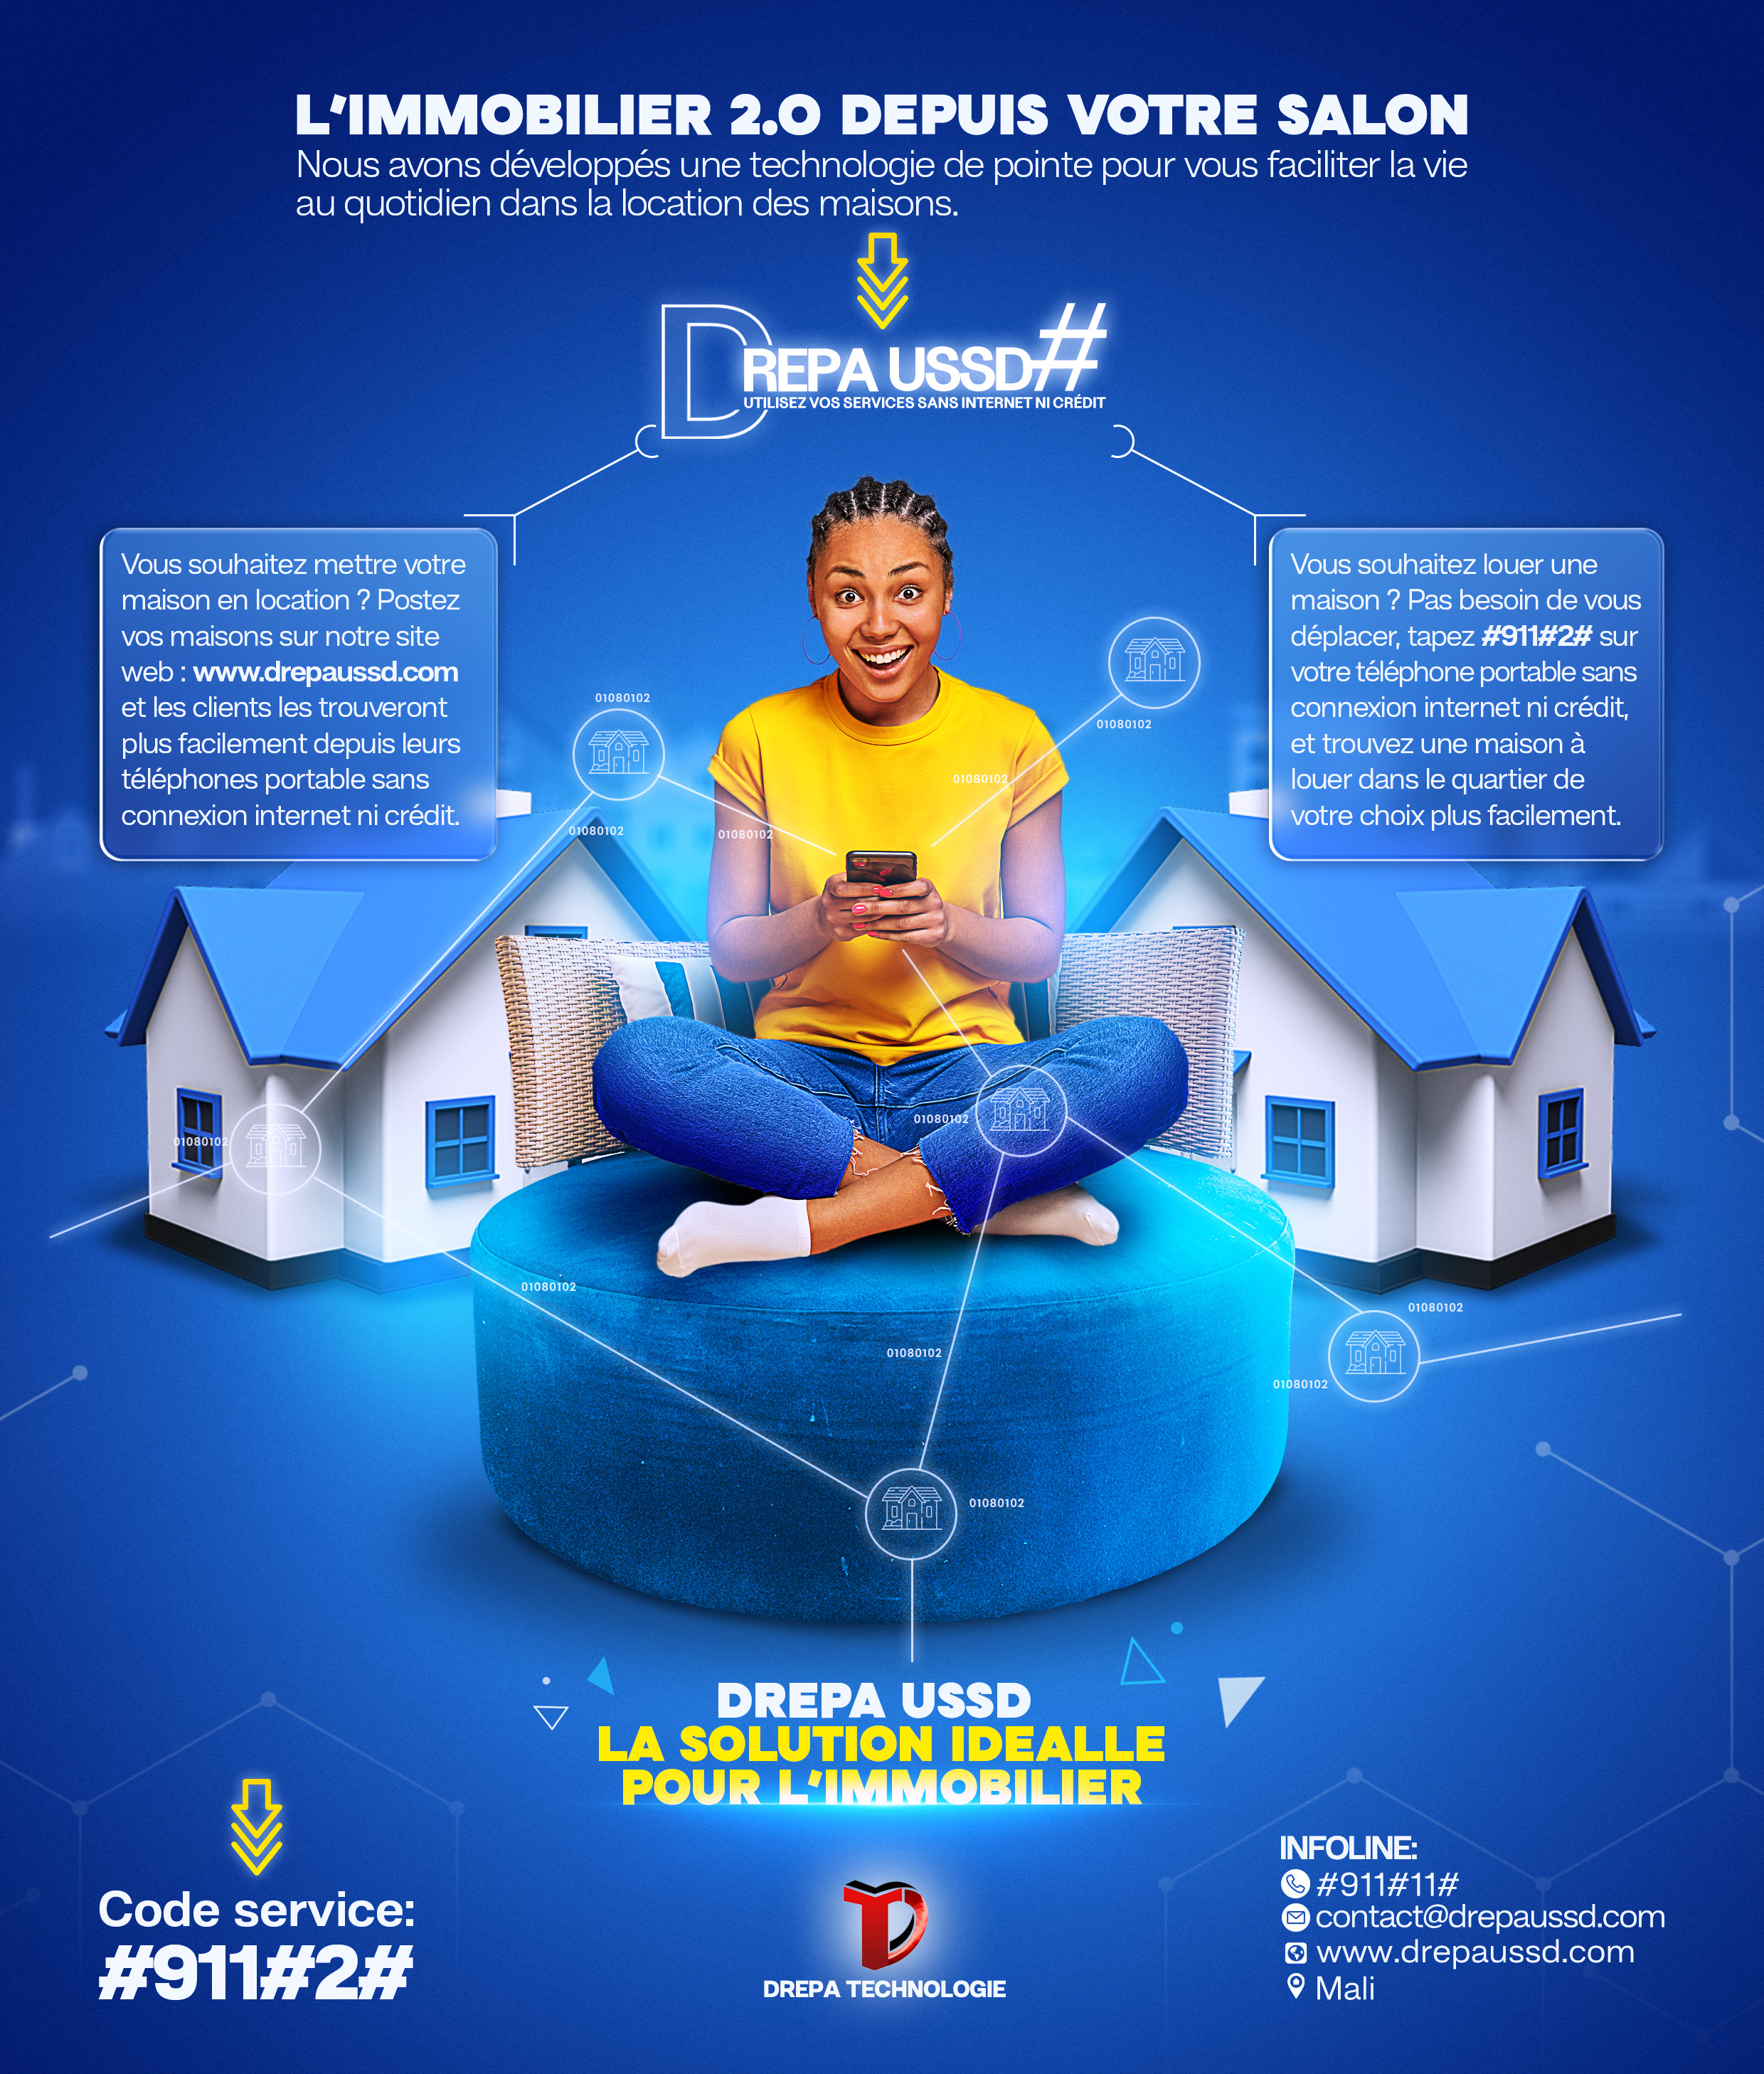 L'IMMOBILIER 2.0 DEPUIS VOTRE SALON
Nous avons développés une technologie de pointe pour vous faciliter la vie
au quotidien dans la location des maisons.
DREPA USSD#
UTILISEZ VOS SERVICES SANS INTERNET NI CRÉDIT
Vous souhaitez mettre votre
maison en location ? Postez
vos maisons sur notre site
web : www.drepaussd.com
et les clients les trouveront
plus facilement depuis leurs
téléphones portable sans
connexion internet ni crédit.
Vous souhaitez louer une
maison ? Pas besoin de vous
déplacer, tapez #911#2# sur
votre téléphone portable sans
connexion internet ni crédit,
et trouvez une maison à
louer dans le quartier de
votre choix plus facilement.
01080102
01080102
01080102
01080102
01080102
01080102
01080102
01080102
01080102
01080102
01080102
01080102
DREPA USSD
LA SOLUTION IDEALLE
POUR L'IMMOBILIER
Code service:
#911#2#
DREPA TECHNOLOGIE
INFOLINE:
#911#11#
contact@drepaussd.com
www.drepaussd.com
Mali